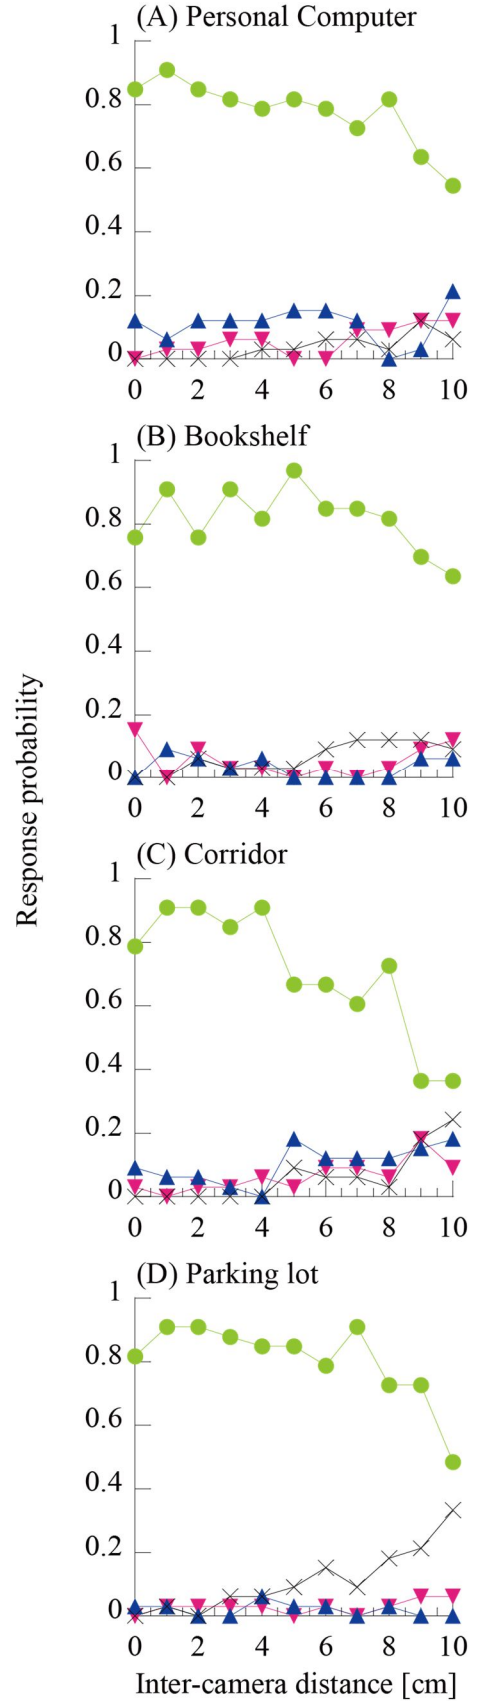 (A) Personal Computer
1
0.8
0.6
0.4
0.2
0
0 2 4 6 8 10
(B) Bookshelf
1
0.8
0.6
0.4
0.2
0
0 2 4 6 8 10
Response probability
(C) Corridor
1
0.8
0.6
0.4
0.2
0
0 2 4 6 8 10
(D) Parking lot
1
0.8
0.6
0.4
0.2
0
0 2 4 6 8 10
Inter-camera distance [cm]